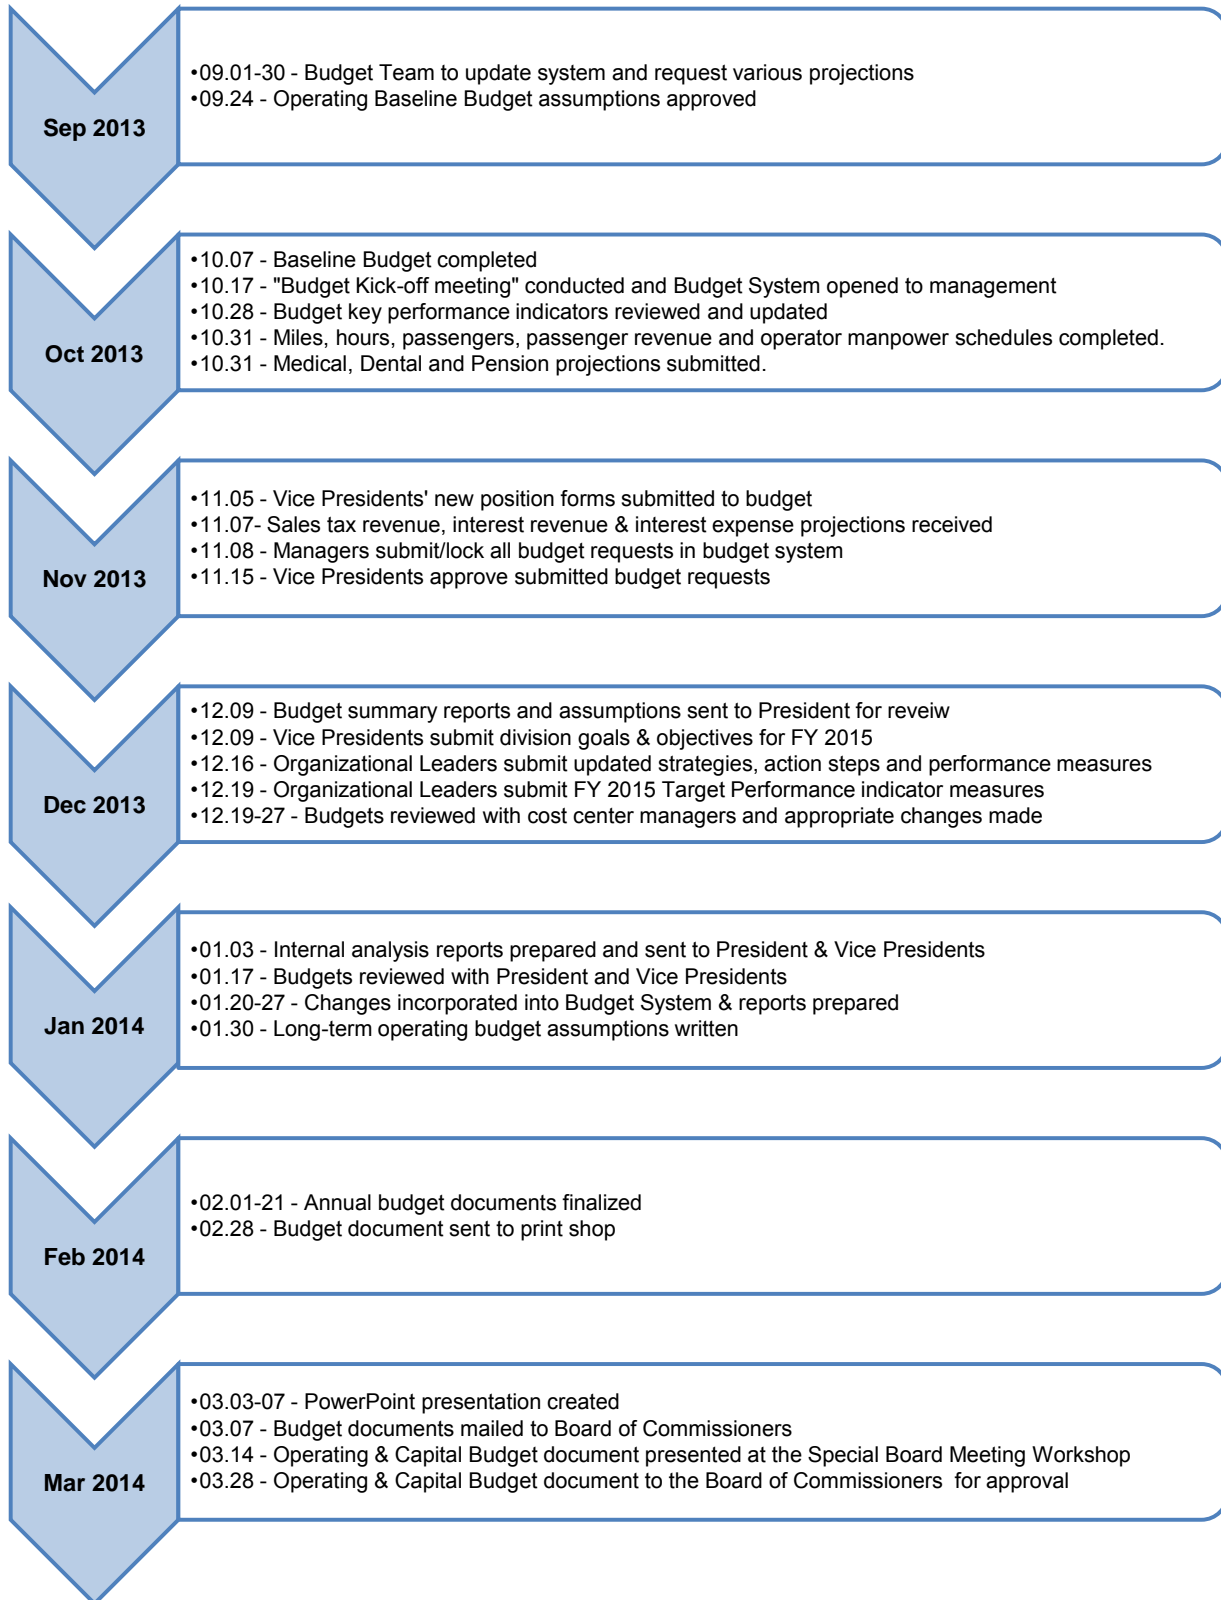 Sep 2013
•09.01-30 - Budget Team to update system and request various projections
•09.24 - Operating Baseline Budget assumptions approved
Oct 2013
•10.07 - Baseline Budget completed
•10.17 - "Budget Kick-off meeting" conducted and Budget System opened to management
•10.28 - Budget key performance indicators reviewed and updated
•10.31 - Miles, hours, passengers, passenger revenue and operator manpower schedules completed.
•10.31 - Medical, Dental and Pension projections submitted.
Nov 2013
•11.05 - Vice Presidents' new position forms submitted to budget
•11.07- Sales tax revenue, interest revenue & interest expense projections received
•11.08 - Managers submit/lock all budget requests in budget system
•11.15 - Vice Presidents approve submitted budget requests
Dec 2013
•12.09 - Budget summary reports and assumptions sent to President for reveiw
•12.09 - Vice Presidents submit division goals & objectives for FY 2015
•12.16 - Organizational Leaders submit updated strategies, action steps and performance measures
•12.19 - Organizational Leaders submit FY 2015 Target Performance indicator measures
•12.19-27 - Budgets reviewed with cost center managers and appropriate changes made
Jan 2014
•01.03 - Internal analysis reports prepared and sent to President & Vice Presidents
•01.17 - Budgets reviewed with President and Vice Presidents
•01.20-27 - Changes incorporated into Budget System & reports prepared
•01.30 - Long-term operating budget assumptions written
Feb 2014
•02.01-21 - Annual budget documents finalized
•02.28 - Budget document sent to print shop
Mar 2014
•03.03-07 - PowerPoint presentation created
•03.07 - Budget documents mailed to Board of Commissioners
•03.14 - Operating & Capital Budget document presented at the Special Board Meeting Workshop
•03.28 - Operating & Capital Budget document to the Board of Commissioners  for approval